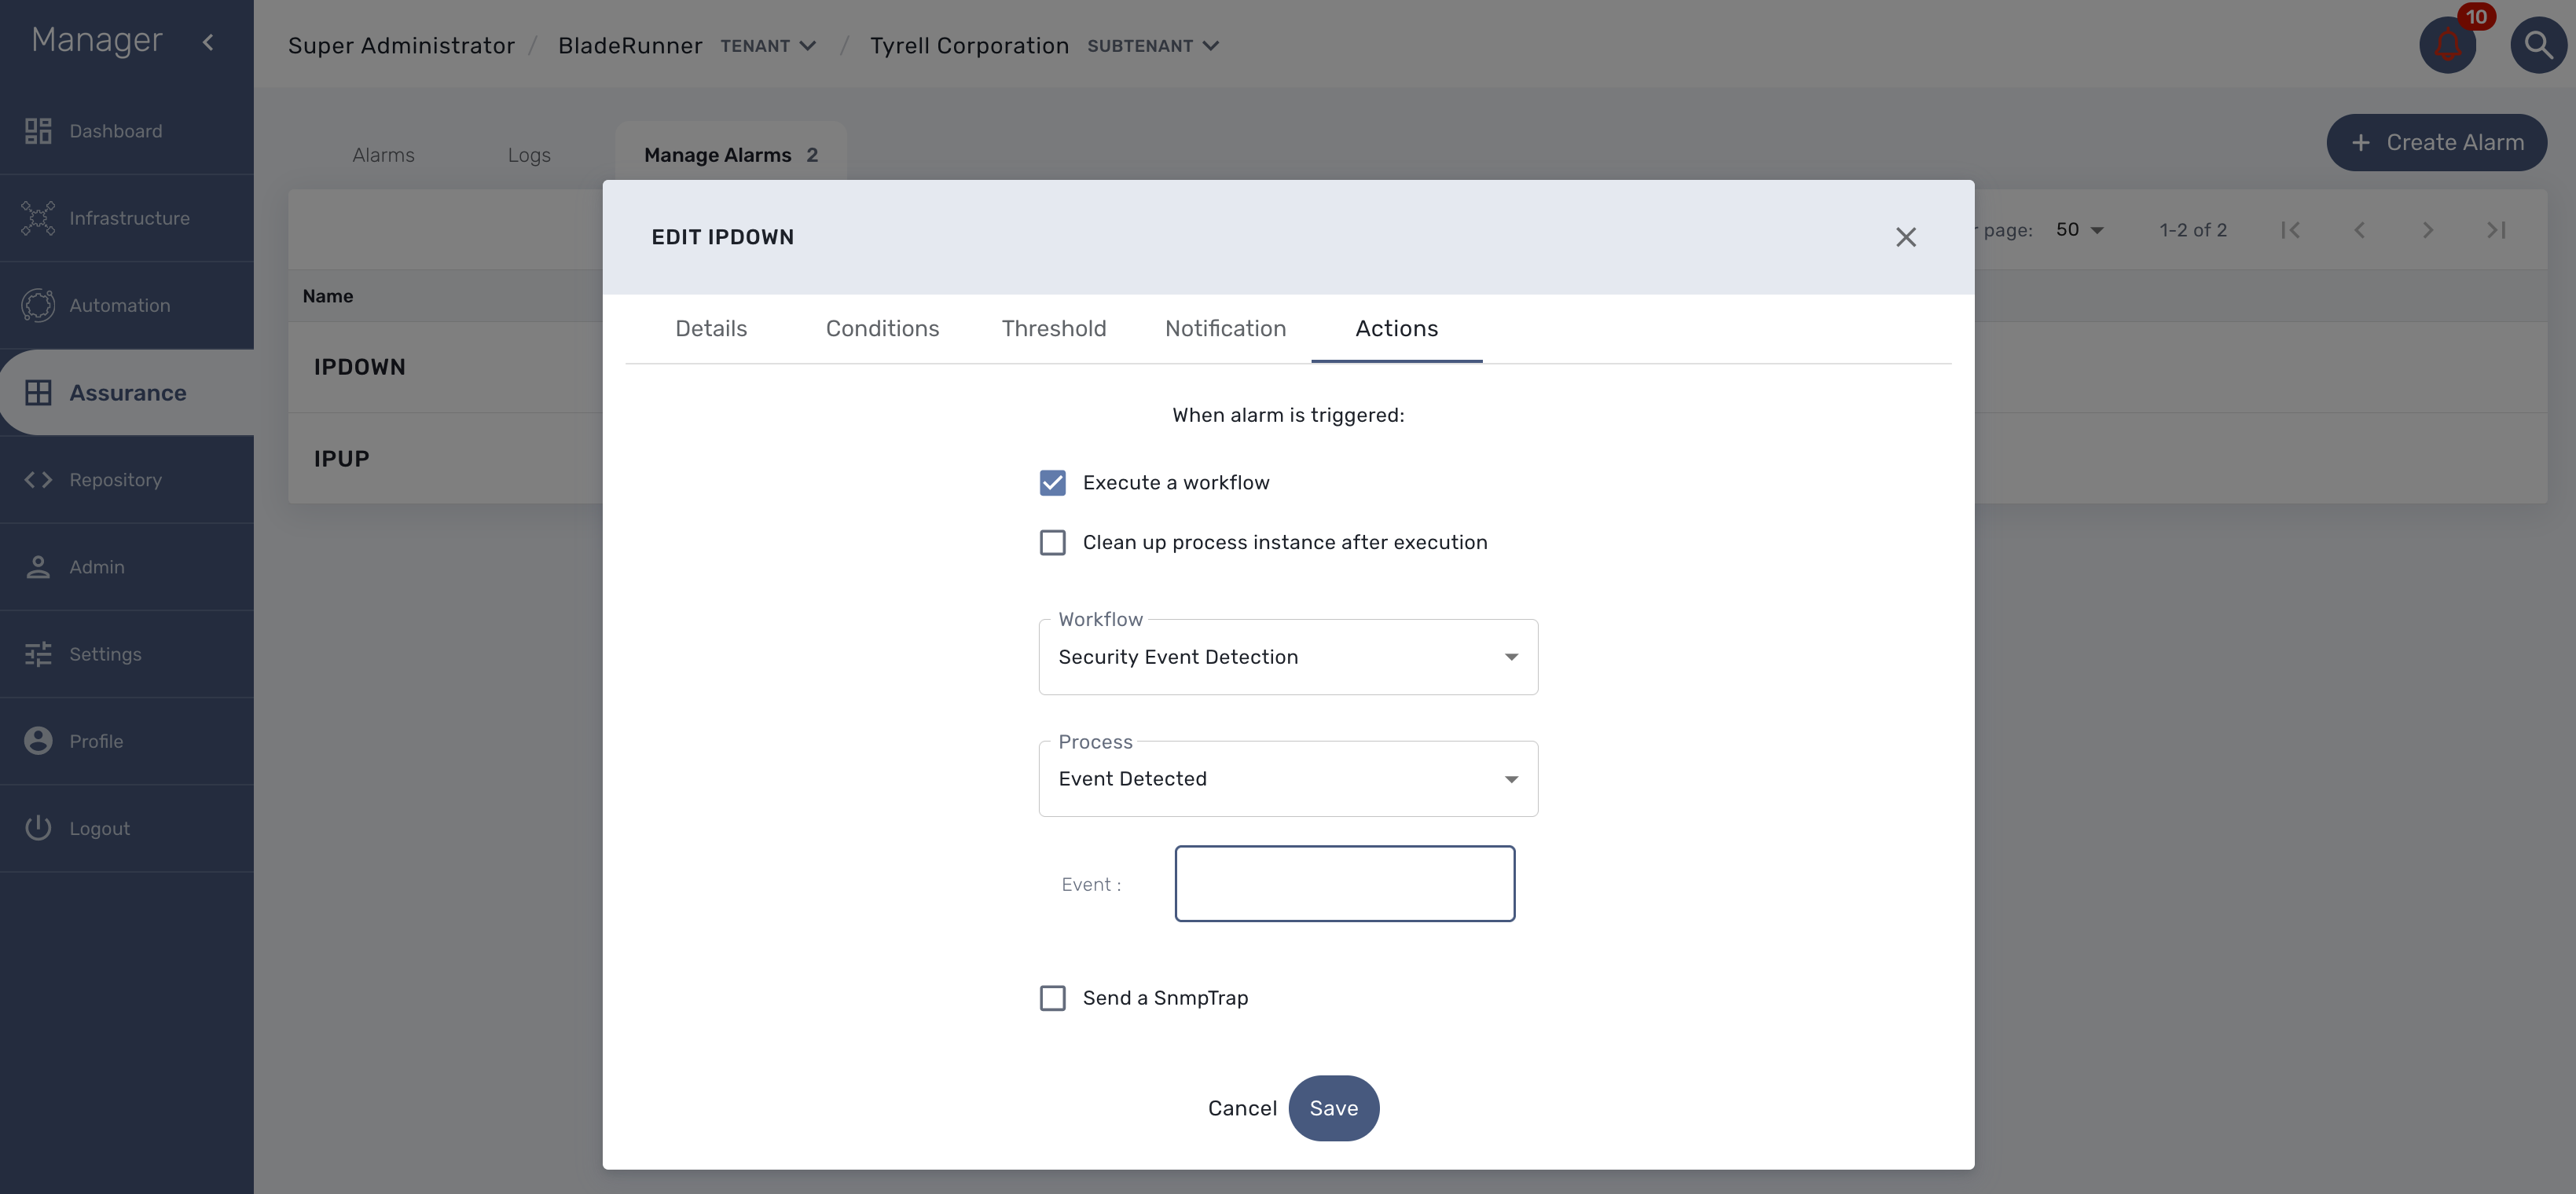 Manager
Super Administrator / BladeRunner TENANT / Tyrell Corporation SUBTENANT
10
Dashboard
Infrastructure
Automation
Assurance
Repository
Admin
Settings
Profile
Logout
Alarms Logs Manage Alarms 2
+ Create Alarm
page: 50 1-2 of 2
Name
IPDOWN
IPUP
EDIT IPDOWN
Details Conditions Threshold Notification Actions
When alarm is triggered:
Execute a workflow
Clean up process instance after execution
Workflow
Security Event Detection
Process
Event Detected
Event :
Send a SnmpTrap
Cancel Save